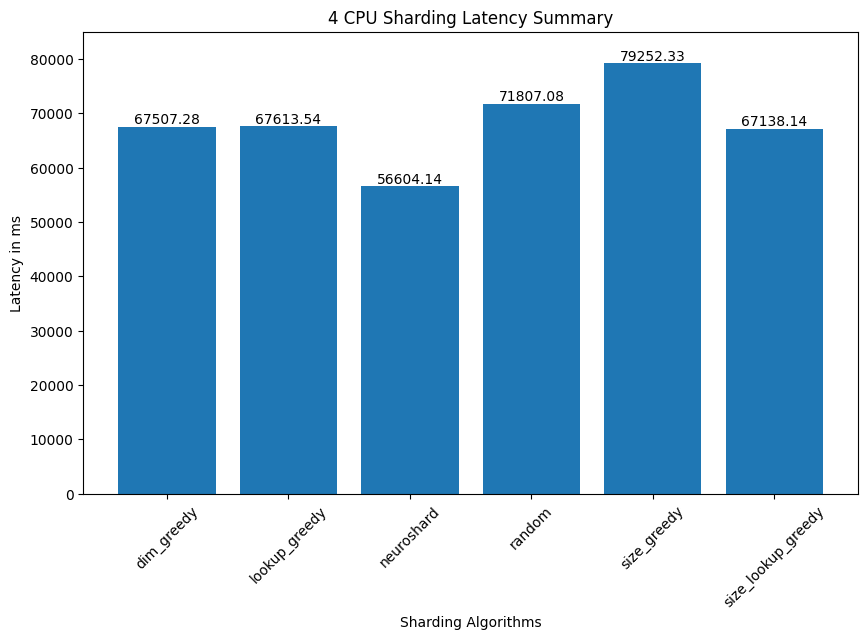 4 CPU Sharding Latency Summary
Latency in ms
80000
70000
60000
50000
40000
30000
20000
10000
0
67507.28
67613.54
56604.14
71807.08
79252.33
67138.14
dim_greedy
lookup_greedy
neuroshard
random
size_greedy
size_lookup_greedy
Sharding Algorithms